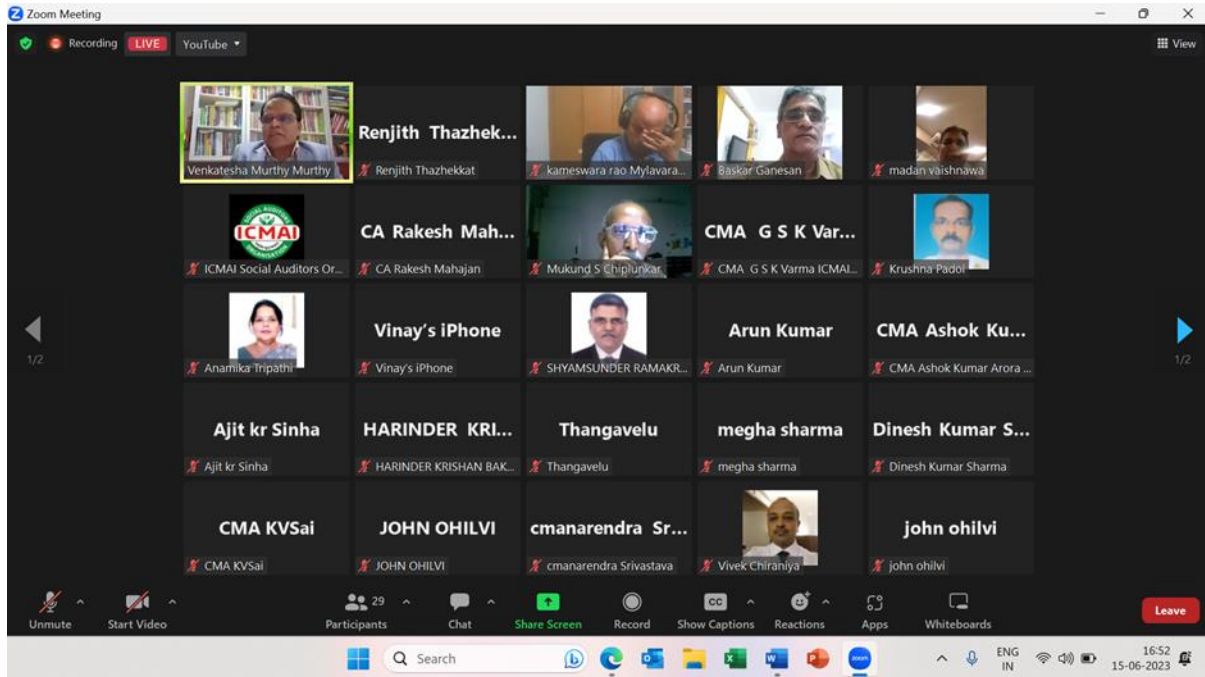 Zoom Meeting
Recording LIVE YouTube
View
Venkatesha Murthy Murthy
Renjith Thazhek...
Renjith Thazhekkat
kameswara rao Mylavara...
Baskar Ganesan
madan vaishnawa
ICMAI
ICMAI Social Auditors Or...
CA Rakesh Mah...
CA Rakesh Mahajan
Mukund S Chiplunkar
CMA G S K Var...
CMA G S K Varma ICMAI...
Krushna Padol
1/2
Anamika Tripathi
Vinay's iPhone
Vinay's iPhone
SHYAMSUNDER RAMAKR...
Arun Kumar
Arun Kumar
CMA Ashok Ku...
CMA Ashok Kumar Arora ...
1/2
Ajit kr Sinha
Ajit kr Sinha
HARINDER KRI...
HARINDER KRISHAN BAK...
Thangavelu
Thangavelu
megha sharma
megha sharma
Dinesh Kumar S...
Dinesh Kumar Sharma
CMA KVSai
CMA KVSai
JOHN OHILVI
JOHN OHILVI
cmanarendra Sr...
cmanarendra Srivastava
Vivek Chiraniya
john ohilvi
john ohilvi
Unmute
Start Video
29
Participants
Chat
Share Screen
Record
CC
Show Captions
Reactions
Apps
Whiteboards
Leave
Search
zoom
ENG
IN
16:52
15-06-2023